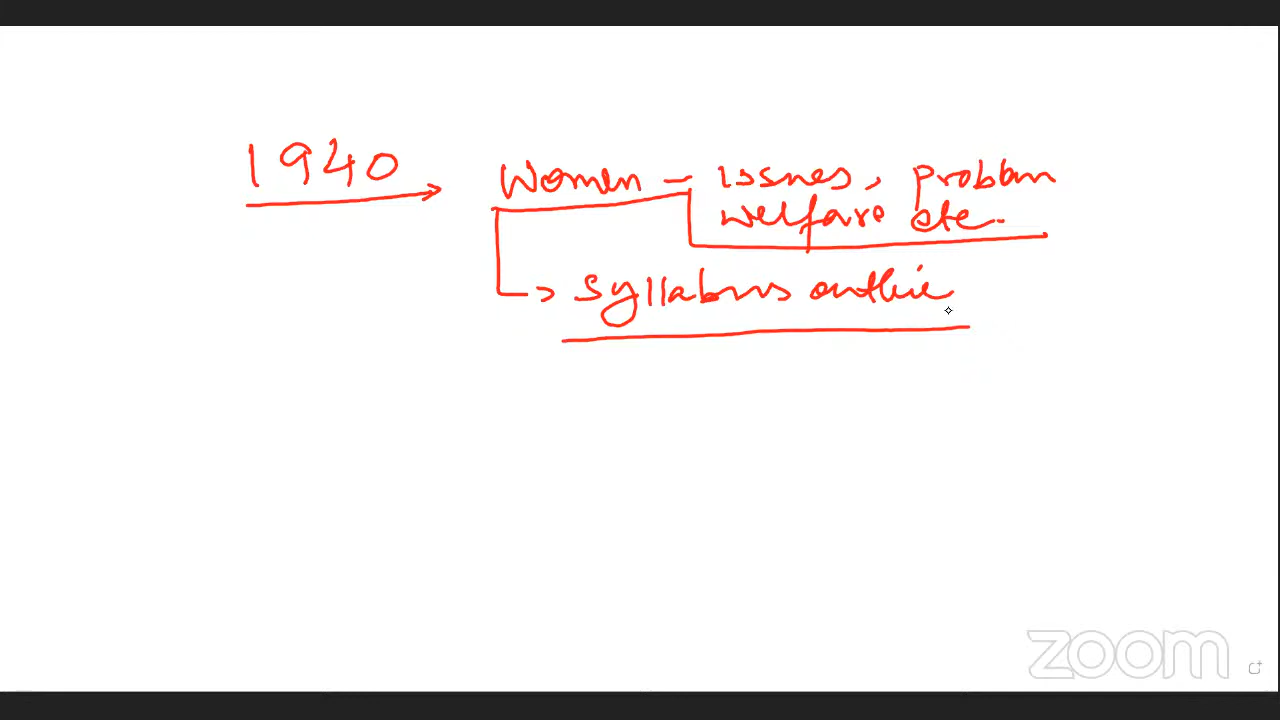 1940 Women - issues, problem
welfare etc.
syllabus outline
zoom